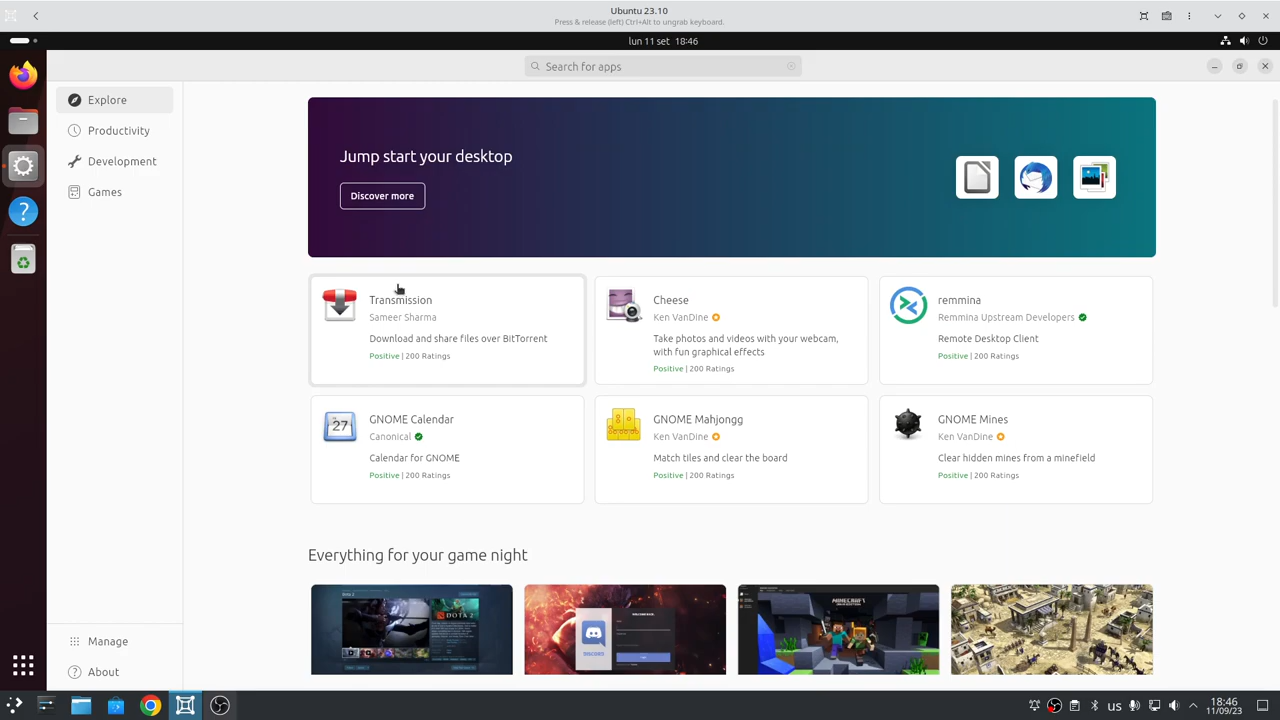 Ubuntu 23.10
Press & release (left) Ctrl+Alt to ungrab keyboard.
lun 11 set 18:46
Search for apps
Explore
Productivity
Development
Games
Jump start your desktop
Discover more
Transmission
Sameer Sharma
Download and share files over BitTorrent
Positive | 200 Ratings
Cheese
Ken VanDine
Take photos and videos with your webcam,
with fun graphical effects
Positive | 200 Ratings
remmina
Remmina Upstream Developers
Remote Desktop Client
Positive | 200 Ratings
27
GNOME Calendar
Canonical
Calendar for GNOME
Positive | 200 Ratings
GNOME Mahjongg
Ken VanDine
Match tiles and clear the board
Positive | 200 Ratings
GNOME Mines
Ken VanDine
Clear hidden mines from a minefield
Positive | 200 Ratings
Everything for your game night
DOTA 2
DISCORD
MINECRAFT
Manage
About
us
18:46
11/09/23